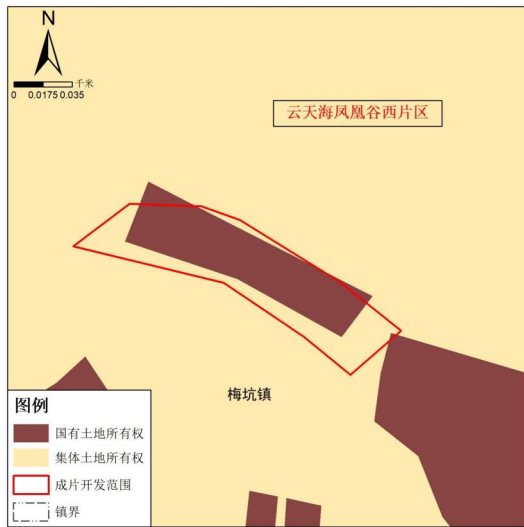 N
千米
0 0.0175 0.035
云天海凤凰谷西片区
梅坑镇
图例
国有土地所有权
集体土地所有权
成片开发范围
镇界